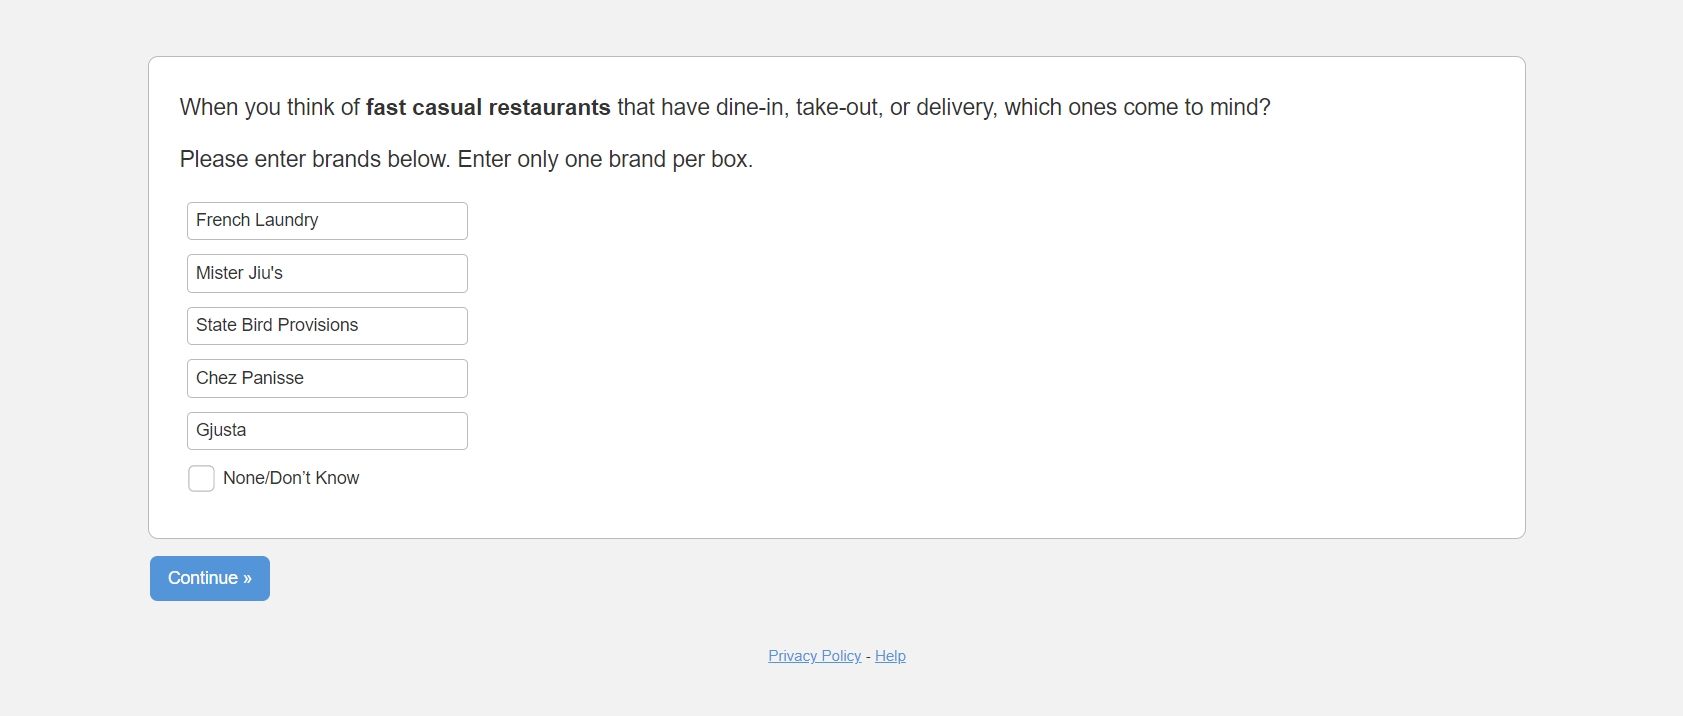 When you think of fast casual restaurants that have dine-in, take-out, or delivery, which ones come to mind?
Please enter brands below. Enter only one brand per box.
French Laundry
Mister Jiu's
State Bird Provisions
Chez Panisse
Gjusta
None/Don’t Know
Continue »
Privacy Policy - Help